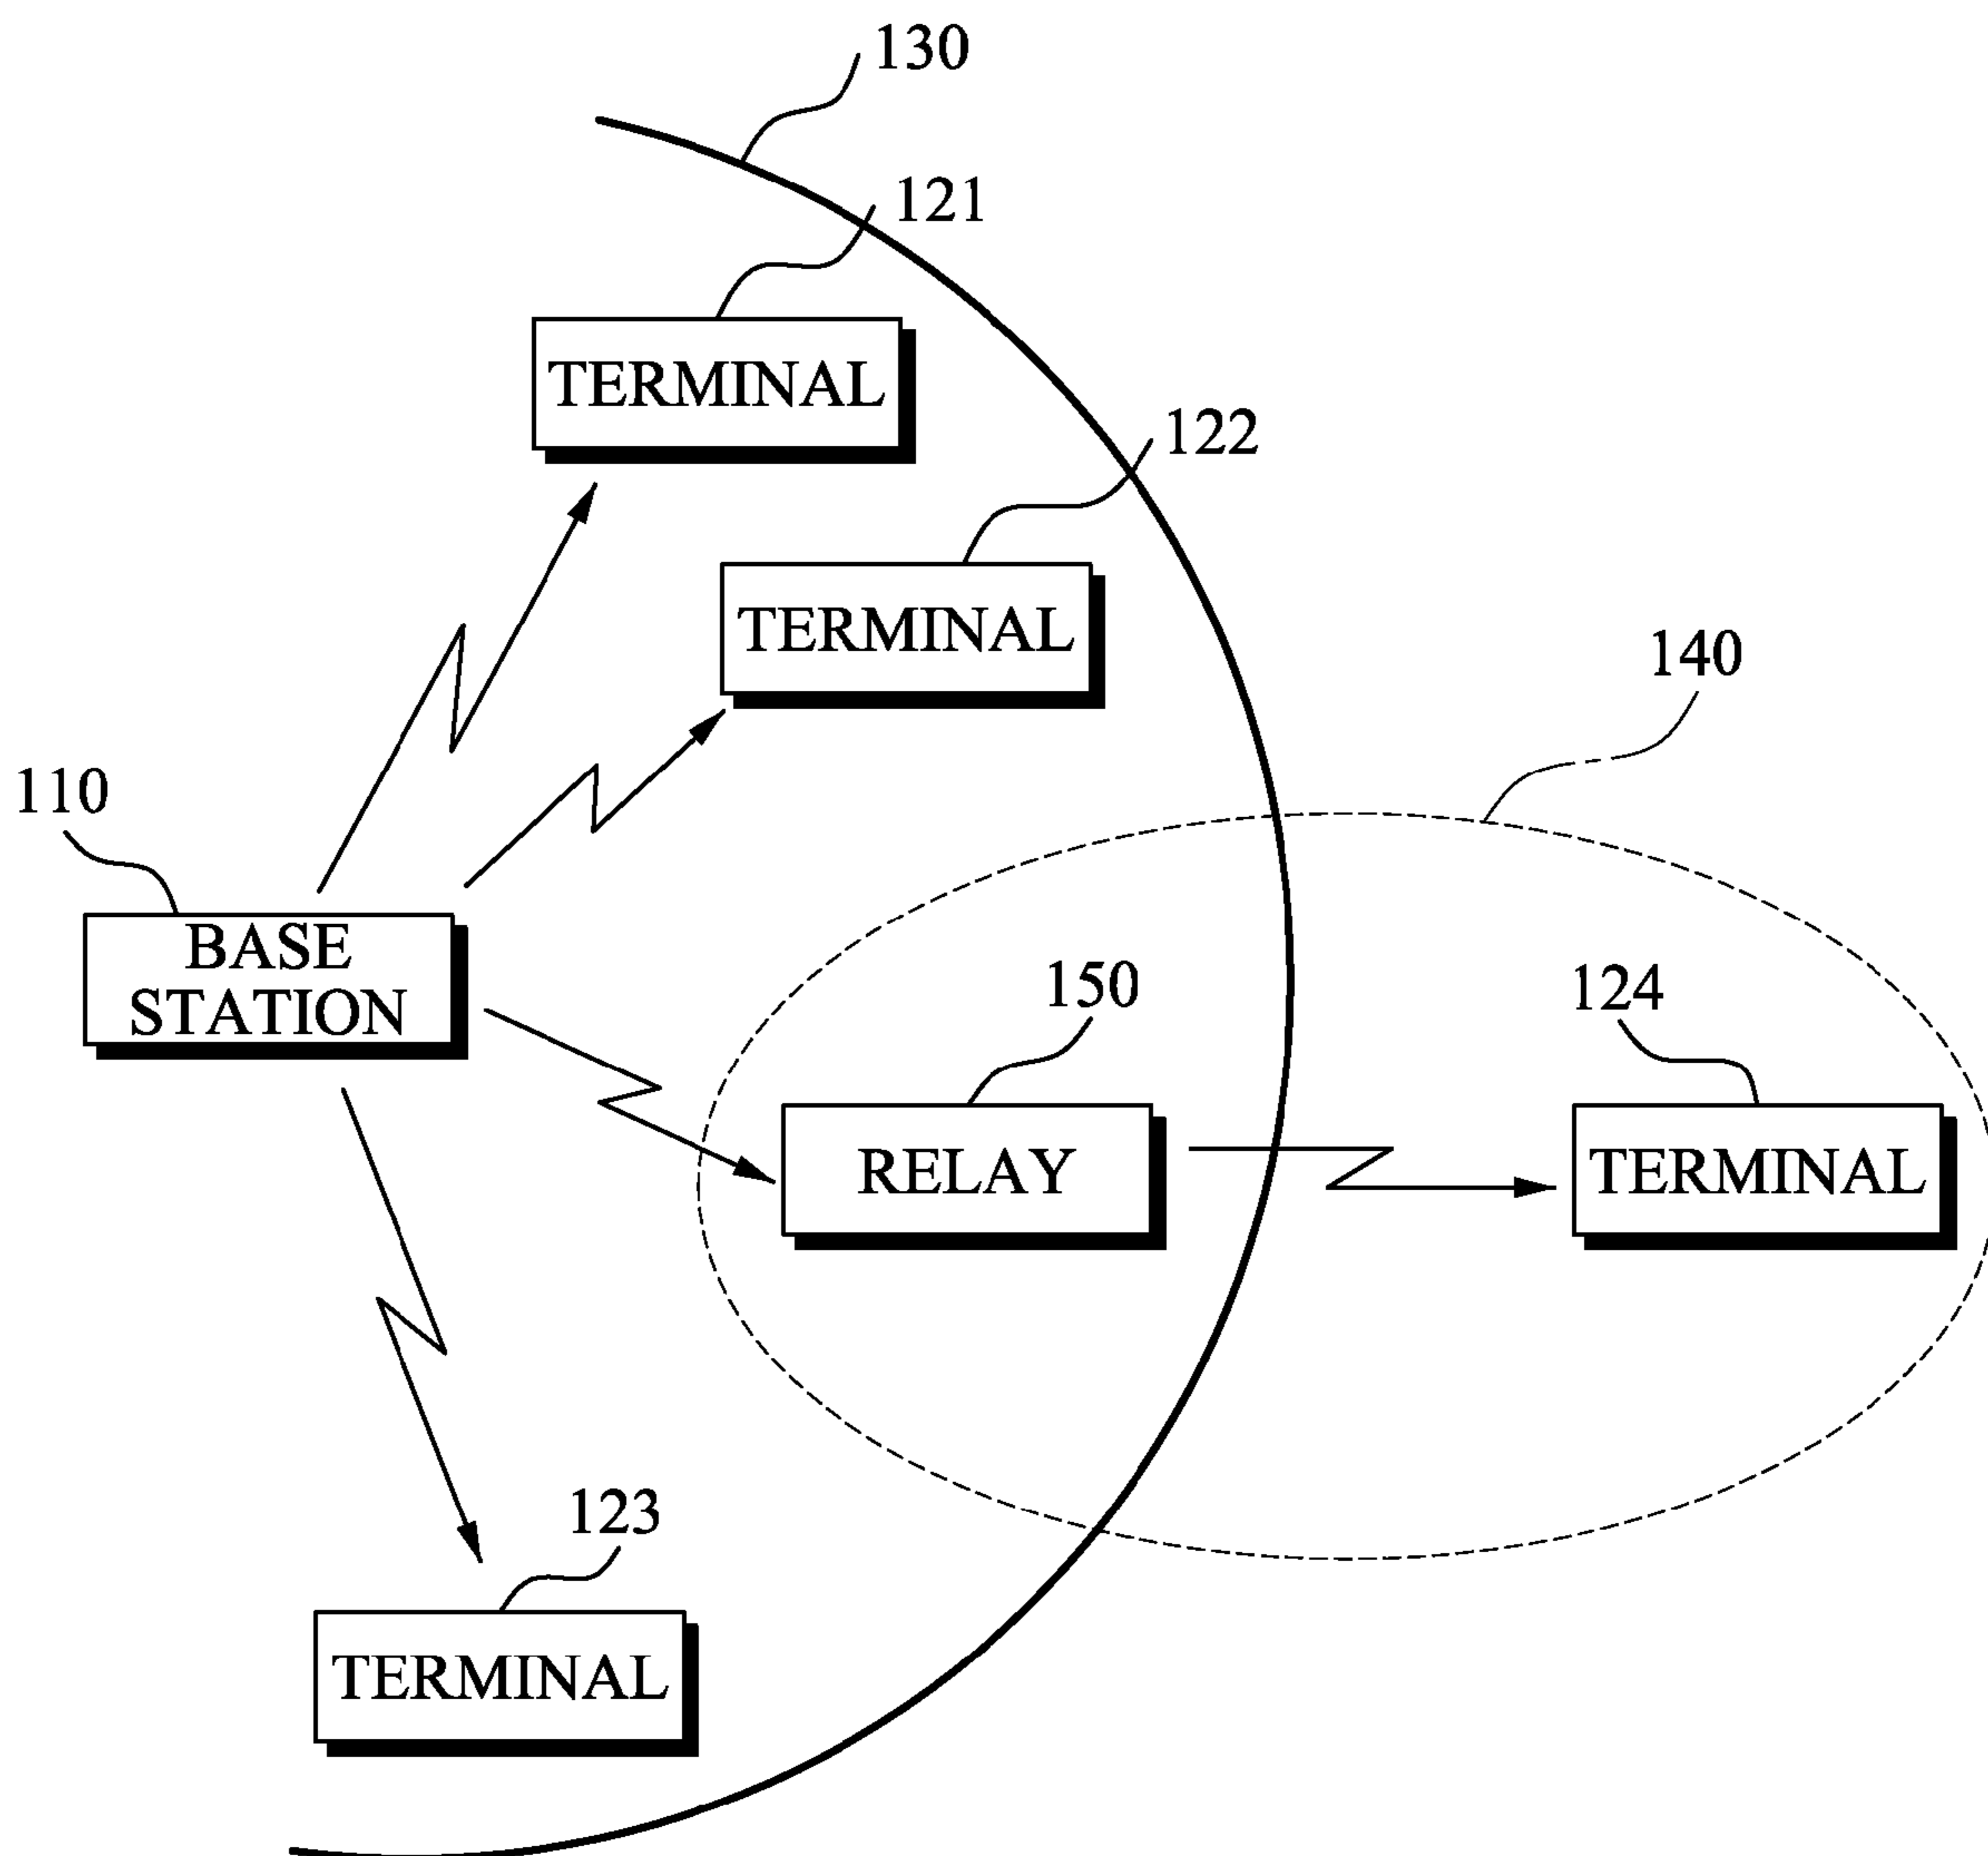 130
121
TERMINAL
122
TERMINAL
140
110
BASE
STATION
150
124
RELAY
TERMINAL
123
TERMINAL